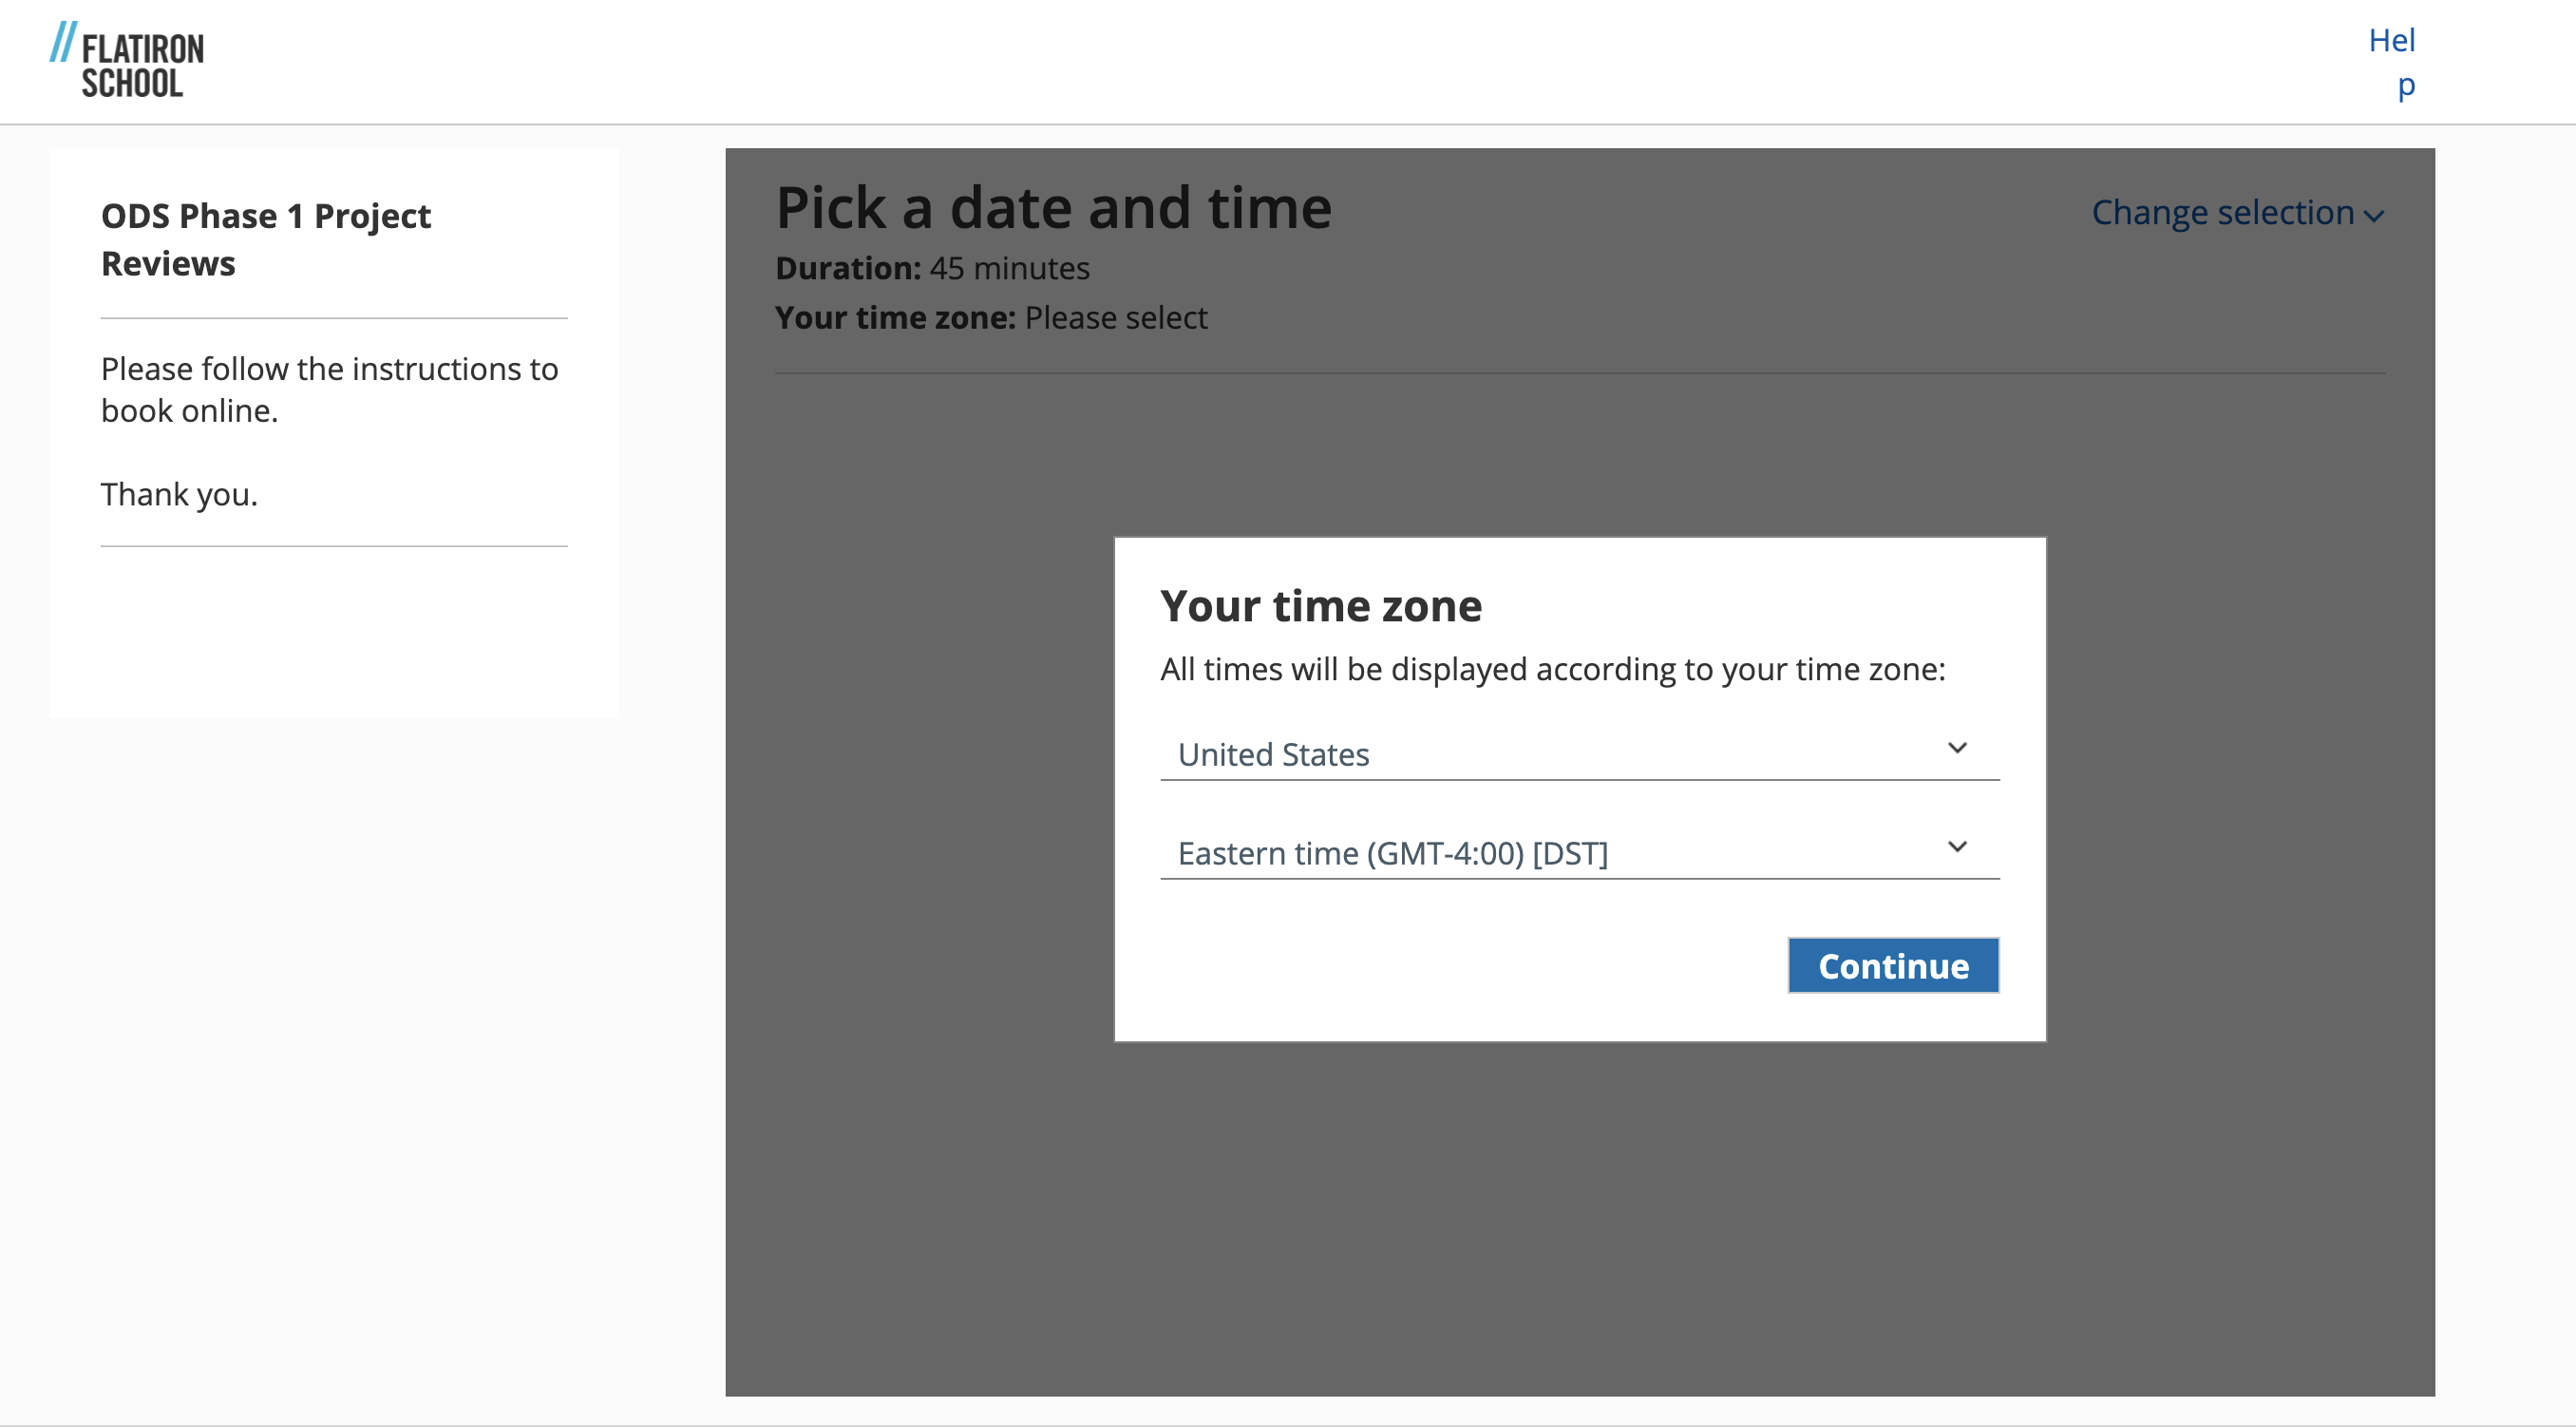 FLATIRON
SCHOOL
Hel
p
ODS Phase 1 Project
Reviews
Please follow the instructions to
book online.
Thank you.
Pick a date and time
Change selection
Duration: 45 minutes
Your time zone: Please select
Your time zone
All times will be displayed according to your time zone:
United States
Eastern time (GMT-4:00) [DST]
Continue